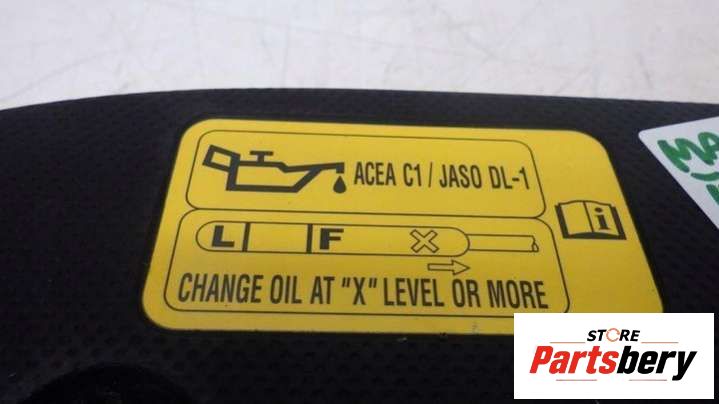 ACEA C1 / JASO DL-1
L F X
CHANGE OIL AT "X" LEVEL OR MORE
i
STORE
Partsbery